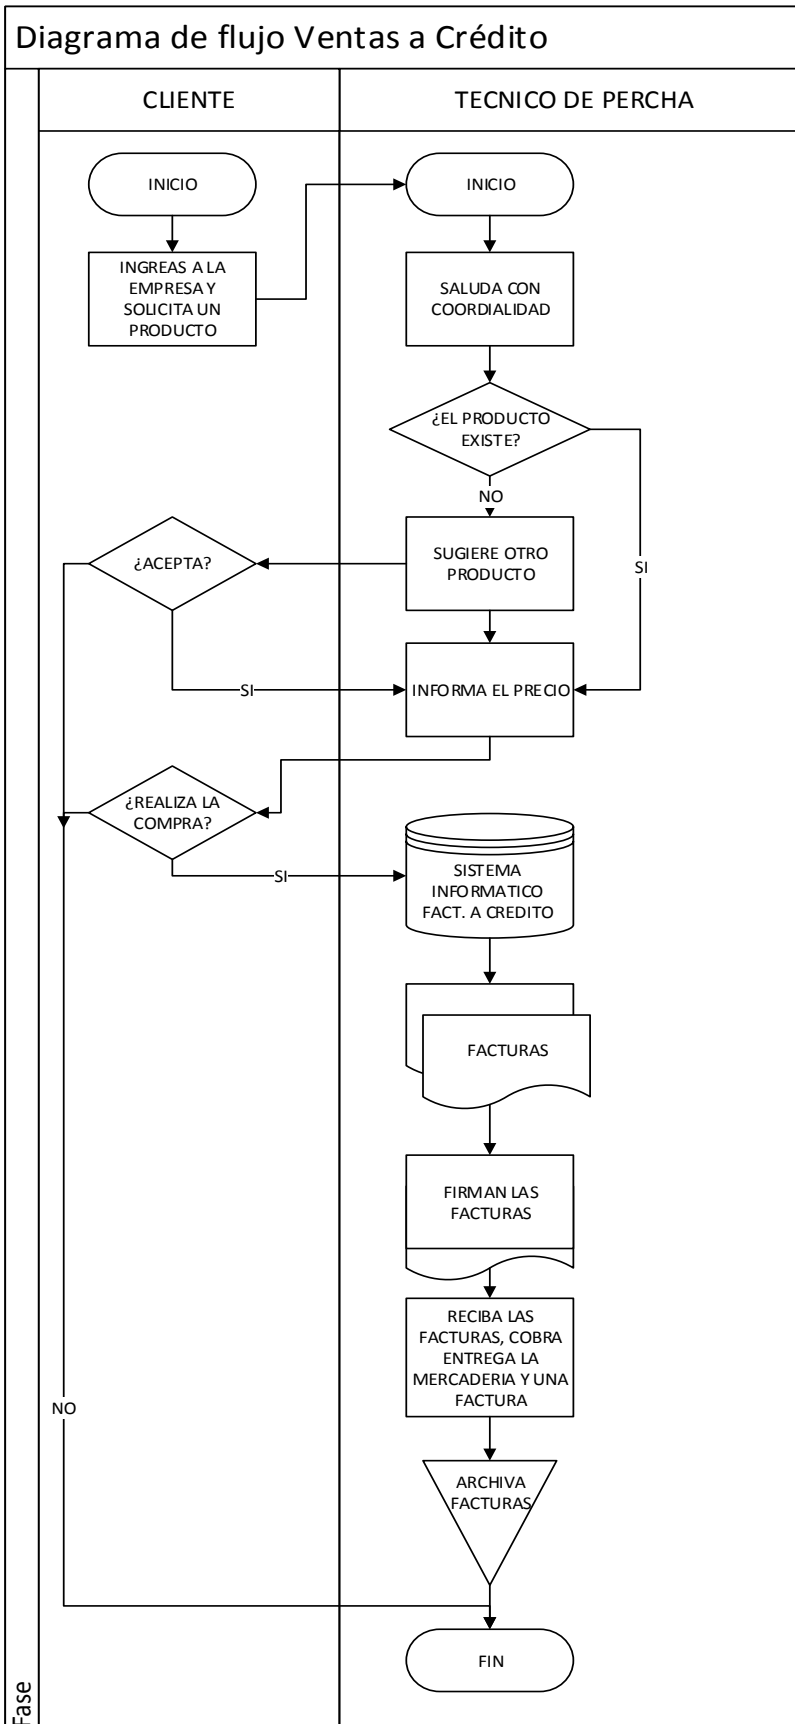 Diagrama de flujo Ventas a Crédito
CLIENTE
TECNICO DE PERCHA
INICIO
INICIO
INGREAS A LA
EMPRESA Y
SOLICITA UN
PRODUCTO
SALUDA CON
COORDIALIDAD
¿EL PRODUCTO
EXISTE?
NO
SI
SUGIERE OTRO
PRODUCTO
¿ACEPTA?
SI
INFORMA EL PRECIO
¿REALIZA LA
COMPRA?
SI
SISTEMA
INFORMATICO
FACT. A CREDITO
FACTURAS
FIRMAN LAS
FACTURAS
RECIBA LAS
FACTURAS, COBRA
ENTREGA LA
MERCADERIA Y UNA
FACTURA
NO
ARCHIVA
FACTURAS
FIN
Fase